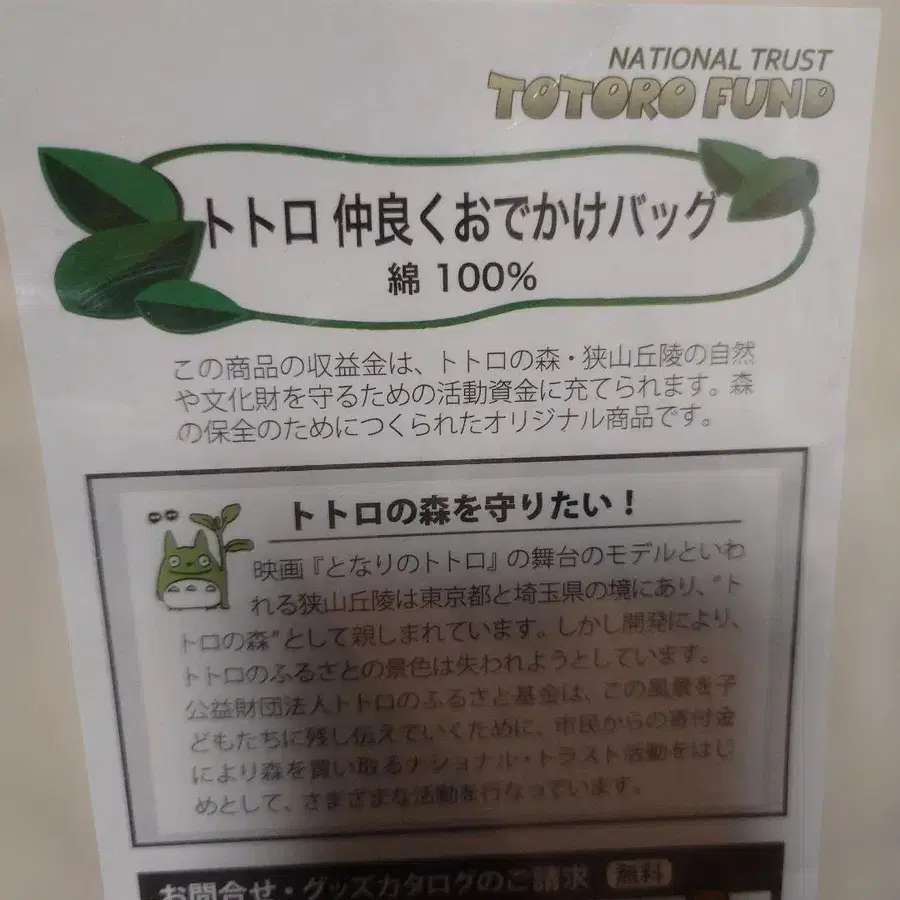 NATIONAL TRUST
TOTORO FUND
トトロ 仲良くおでかけバッグ
綿 100%
この商品の収益金は、トトロの森・狭山丘陵の自然
や文化財を守るための活動資金に充てられます。森
の保全のためにつくられたオリジナル商品です。
トトロの森を守りたい！
映画『となりのトトロ』の舞台のモデルといわ
れる狭山丘陵は東京都と埼玉県の境にあり、"ト
トロの森"として親しまれています。しかし開発により、
トトロのふるさとの景色は失われようとしています。
公益財団法人トトロのふるさと基金は、この風景を子
どもたちに残し伝えていくために、市民からの寄付金
により森を買い取るナショナル・トラスト活動をはじ
めとして、さまざまな活動を行なっています。
お問合せ・グッズカタログのご請求 無料